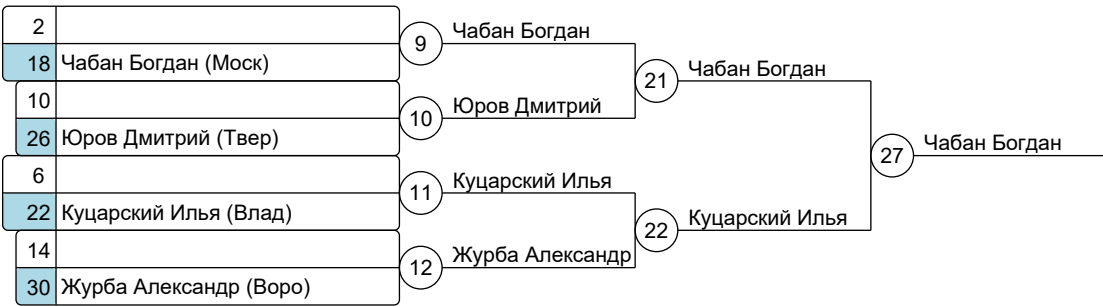 2
9
Чабан Богдан
18 Чабан Богдан (Моск)
21
Чабан Богдан
10
10
Юров Дмитрий
26 Юров Дмитрий (Твер)
27
Чабан Богдан
6
11
Куцарский Илья
22 Куцарский Илья (Влад)
22
Куцарский Илья
14
12
Журба Александр
30 Журба Александр (Воро)